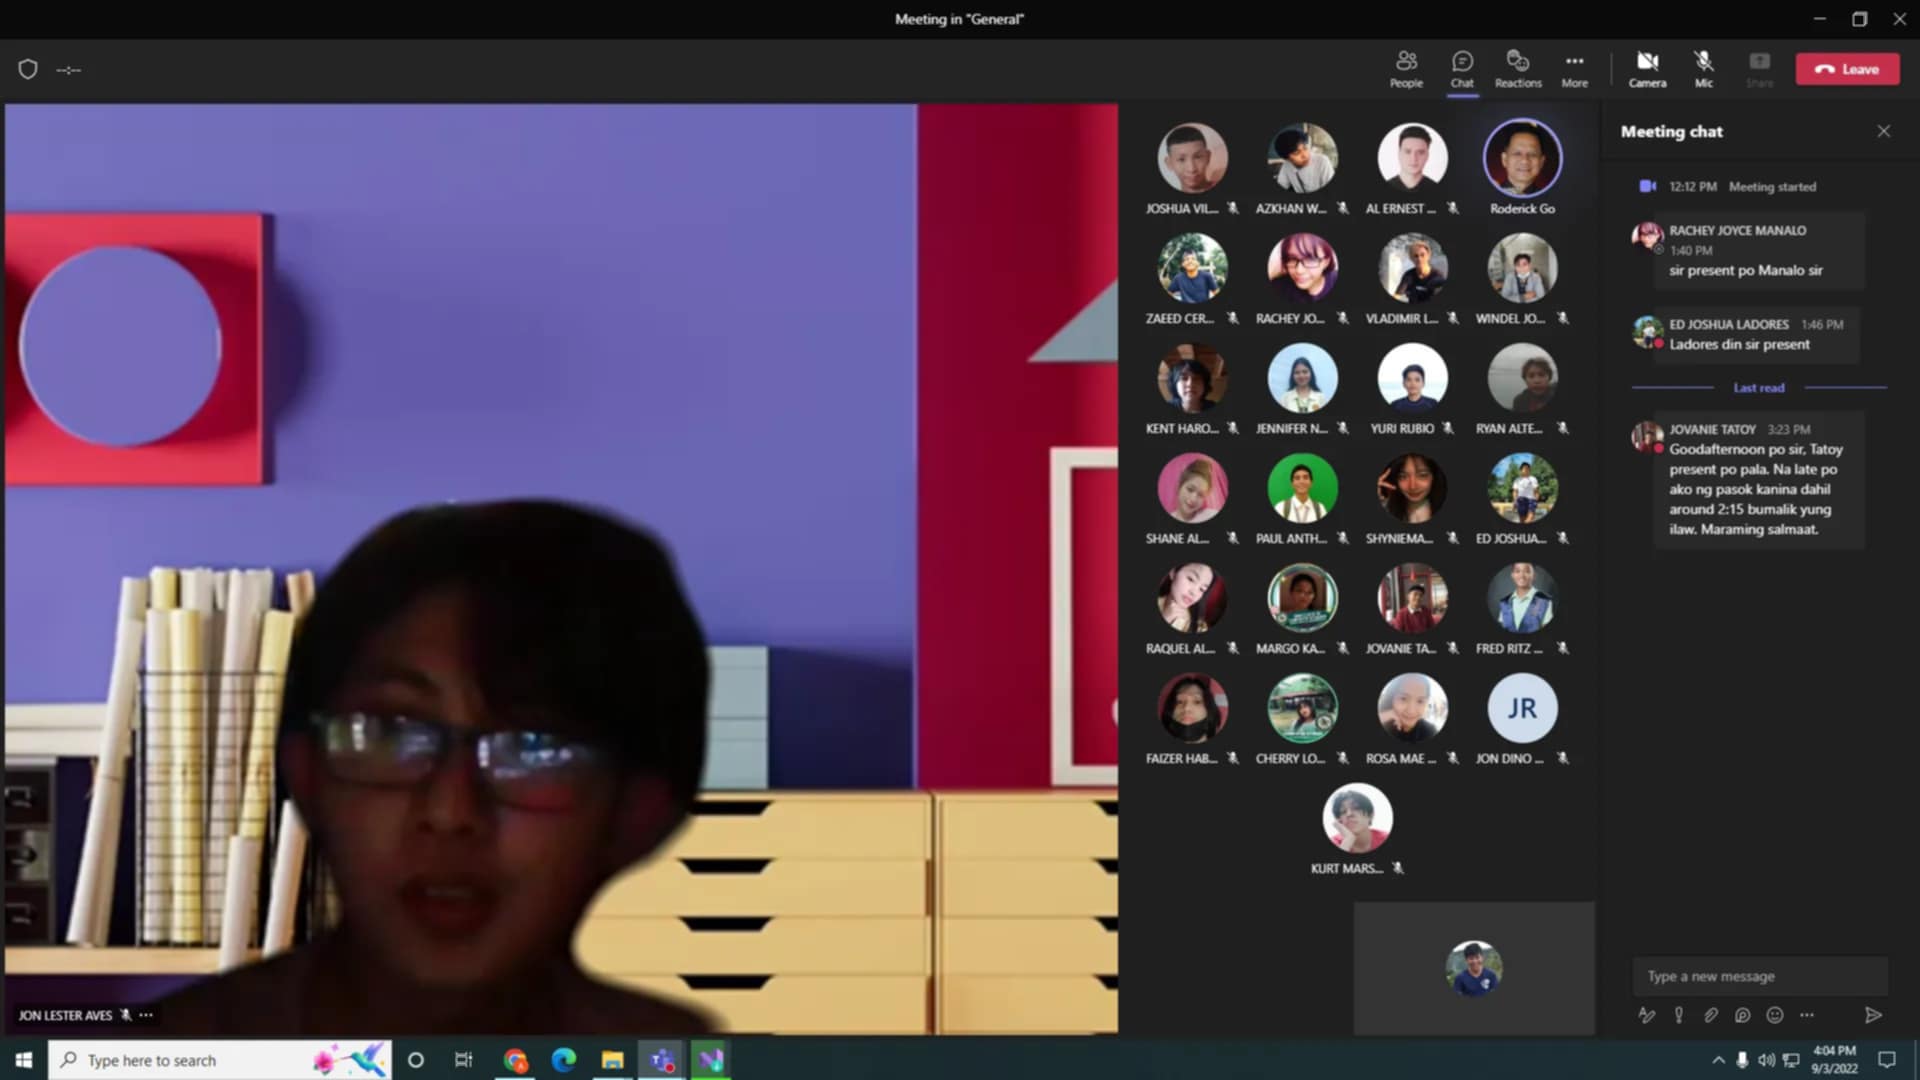 Meeting in "General"
--:--
People
Chat
Reactions
More
Camera
Mic
Share
Leave
JOSHUA VIL...
AZKHAN W...
AL ERNEST ...
Roderick Go
ZAEED CER...
RACHEY JO...
VLADIMIR L...
WINDEL JO...
KENT HARO...
JENNIFER N...
YURI RUBIO
RYAN ALTE...
SHANE AL...
PAUL ANTH...
SHYNIEMA...
ED JOSHUA...
RAQUEL AL...
MARGO KA...
JOVANIE TA...
FRED RITZ ...
JR
FAIZER HAB...
CHERRY LO...
ROSA MAE ...
JON DINO ...
KURT MARS...
JON LESTER AVES
Meeting chat
12:12 PM Meeting started
RACHEY JOYCE MANALO
1:40 PM
sir present po Manalo sir
ED JOSHUA LADORES 1:46 PM
Ladores din sir present
Last read
JOVANIE TATOY 3:23 PM
Goodafternoon po sir, Tatoy
present po pala. Na late po
ako ng pasok kanina dahil
around 2:15 bumalik yung
ilaw. Maraming salmaat.
Type a new message
Type here to search
4:04 PM
9/3/2022